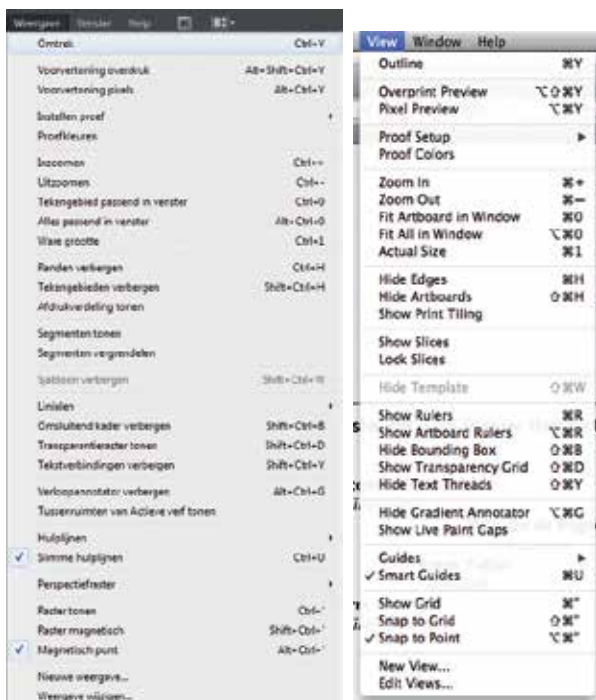 Weergave Venster Help
Omtrek Ctrl+Y
Voorvertoning overdruk Alt+Shift+Ctrl+Y
Voorvertoning pixels Alt+Ctrl+Y
Instellen proef
Proefkleuren
Inzoomen Ctrl++
Uitzoomen Ctrl+-
Tekengebied passend in venster Ctrl+0
Alles passend in venster Alt+Ctrl+0
Ware grootte Ctrl+1
Randen verbergen Ctrl+H
Tekengebieden verbergen Shift+Ctrl+H
Afdrukverdeling tonen
Segmenten tonen
Segmenten vergrendelen
Sjabloon verbergen Shift+Ctrl+W
Linialen
Omsluitend kader verbergen Shift+Ctrl+B
Transparantieraster tonen Shift+Ctrl+D
Tekstverbindingen verbergen Shift+Ctrl+Y
Verloopannotator verbergen Alt+Ctrl+G
Tussenruimten van Actieve verf tonen
Hulplijnen
✓ Slimme hulplijnen Ctrl+U
Perspectiefraster
Raster tonen Ctrl+"
Raster magnetisch Shift+Ctrl+"
✓ Magnetisch punt Alt+Ctrl+"
Nieuwe weergave...
Weergave wijzigen...
View Window Help
Outline ⌘Y
Overprint Preview ⌥⇧⌘Y
Pixel Preview ⌥⌘Y
Proof Setup ▶
Proof Colors
Zoom In ⌘+
Zoom Out ⌘−
Fit Artboard in Window ⌘0
Fit All in Window ⌥⌘0
Actual Size ⌘1
Hide Edges ⌘H
Hide Artboards ⇧⌘H
Show Print Tiling
Show Slices
Lock Slices
Hide Template ⇧⌘W
Show Rulers ⌘R
Show Artboard Rulers ⌥⌘R
Hide Bounding Box ⇧⌘B
Show Transparency Grid ⇧⌘D
Hide Text Threads ⇧⌘Y
Hide Gradient Annotator ⌥⌘G
Show Live Paint Gaps
Guides ▶
✓ Smart Guides ⌘U
Show Grid ⌘"
Snap to Grid ⇧⌘"
✓ Snap to Point ⌥⌘"
New View...
Edit Views...